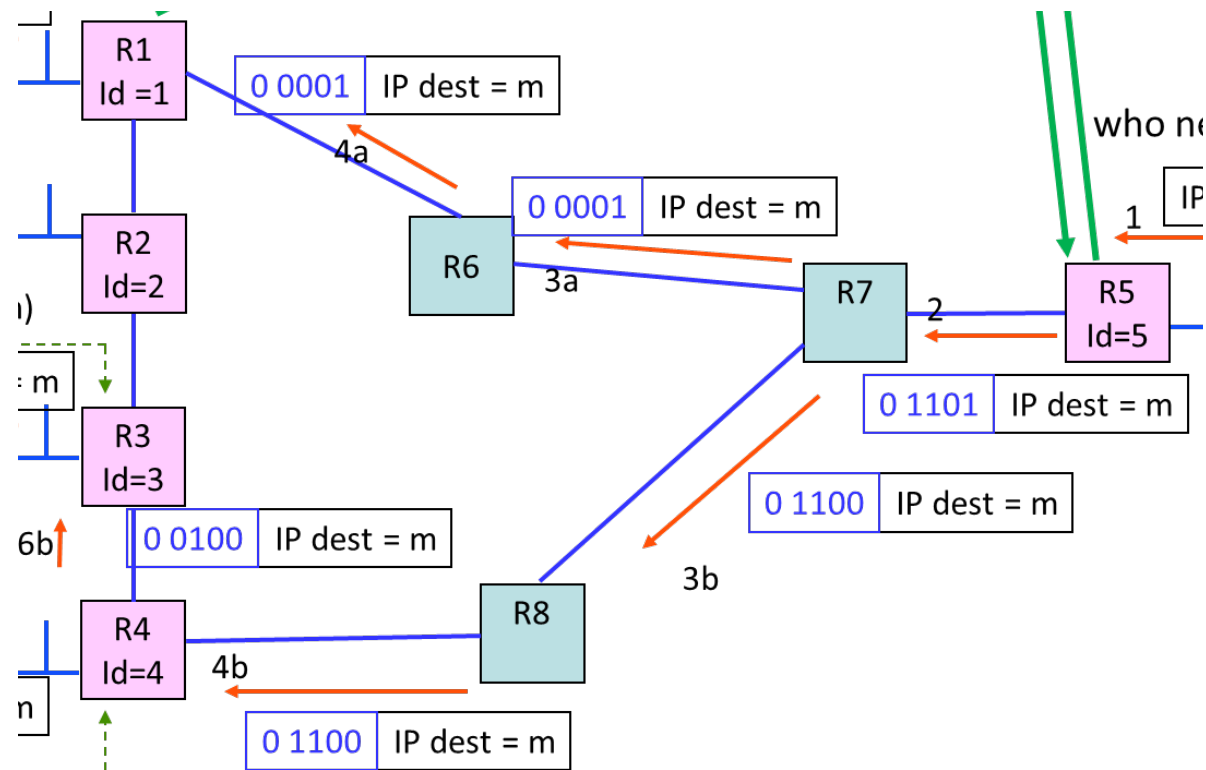 R1
Id =1
0 0001 IP dest = m
4a
who ne
0 0001 IP dest = m
1
IP
R2
Id=2
R6
3a
R7
2
R5
Id=5
)
= m
0 1101 IP dest = m
R3
Id=3
0 1100 IP dest = m
6b
0 0100 IP dest = m
3b
R8
R4
Id=4
4b
m
0 1100 IP dest = m